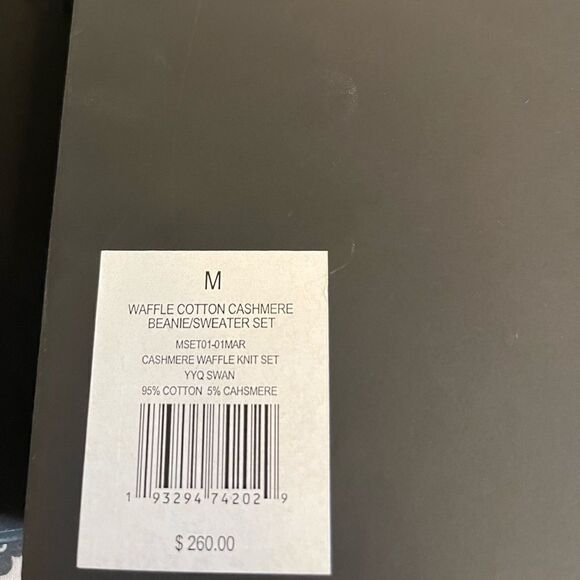 M
WAFFLE COTTON CASHMERE
BEANIE/SWEATER SET
MSET01-01MAR
CASHMERE WAFFLE KNIT SET
YYQ SWAN
95% COTTON 5% CAHSMERE
1 93294 74202 9
$ 260.00